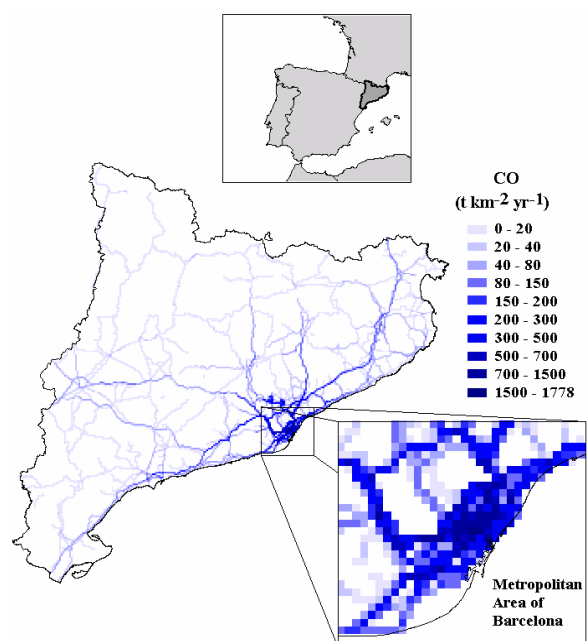 CO
(t km-2 yr-1)
0 - 20
20 - 40
40 - 80
80 - 150
150 - 200
200 - 300
300 - 500
500 - 700
700 - 1500
1500 - 1778
Metropolitan
Area of
Barcelona